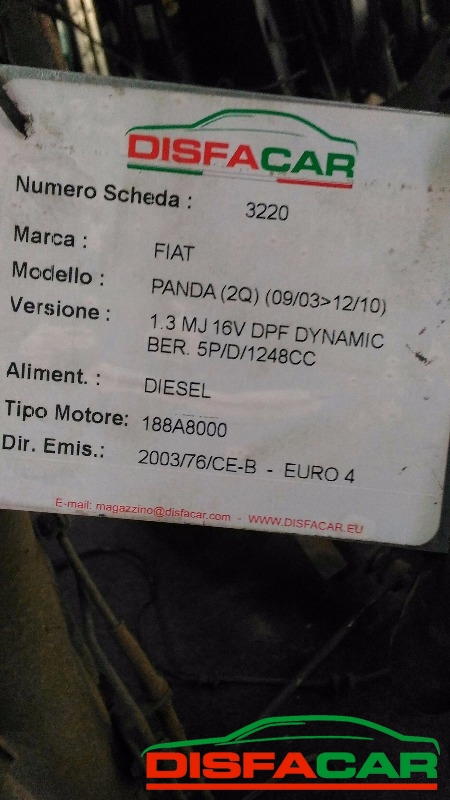 DISFACAR
Numero Scheda : 3220
Marca : FIAT
Modello : PANDA (2Q) (09/03>12/10)
Versione : 1.3 MJ 16V DPF DYNAMIC
BER. 5P/D/1248CC
Aliment. : DIESEL
Tipo Motore: 188A8000
Dir. Emis.: 2003/76/CE-B - EURO 4
E-mail: magazzino@disfacar.com - WWW.DISFACAR.EU
DISFACAR